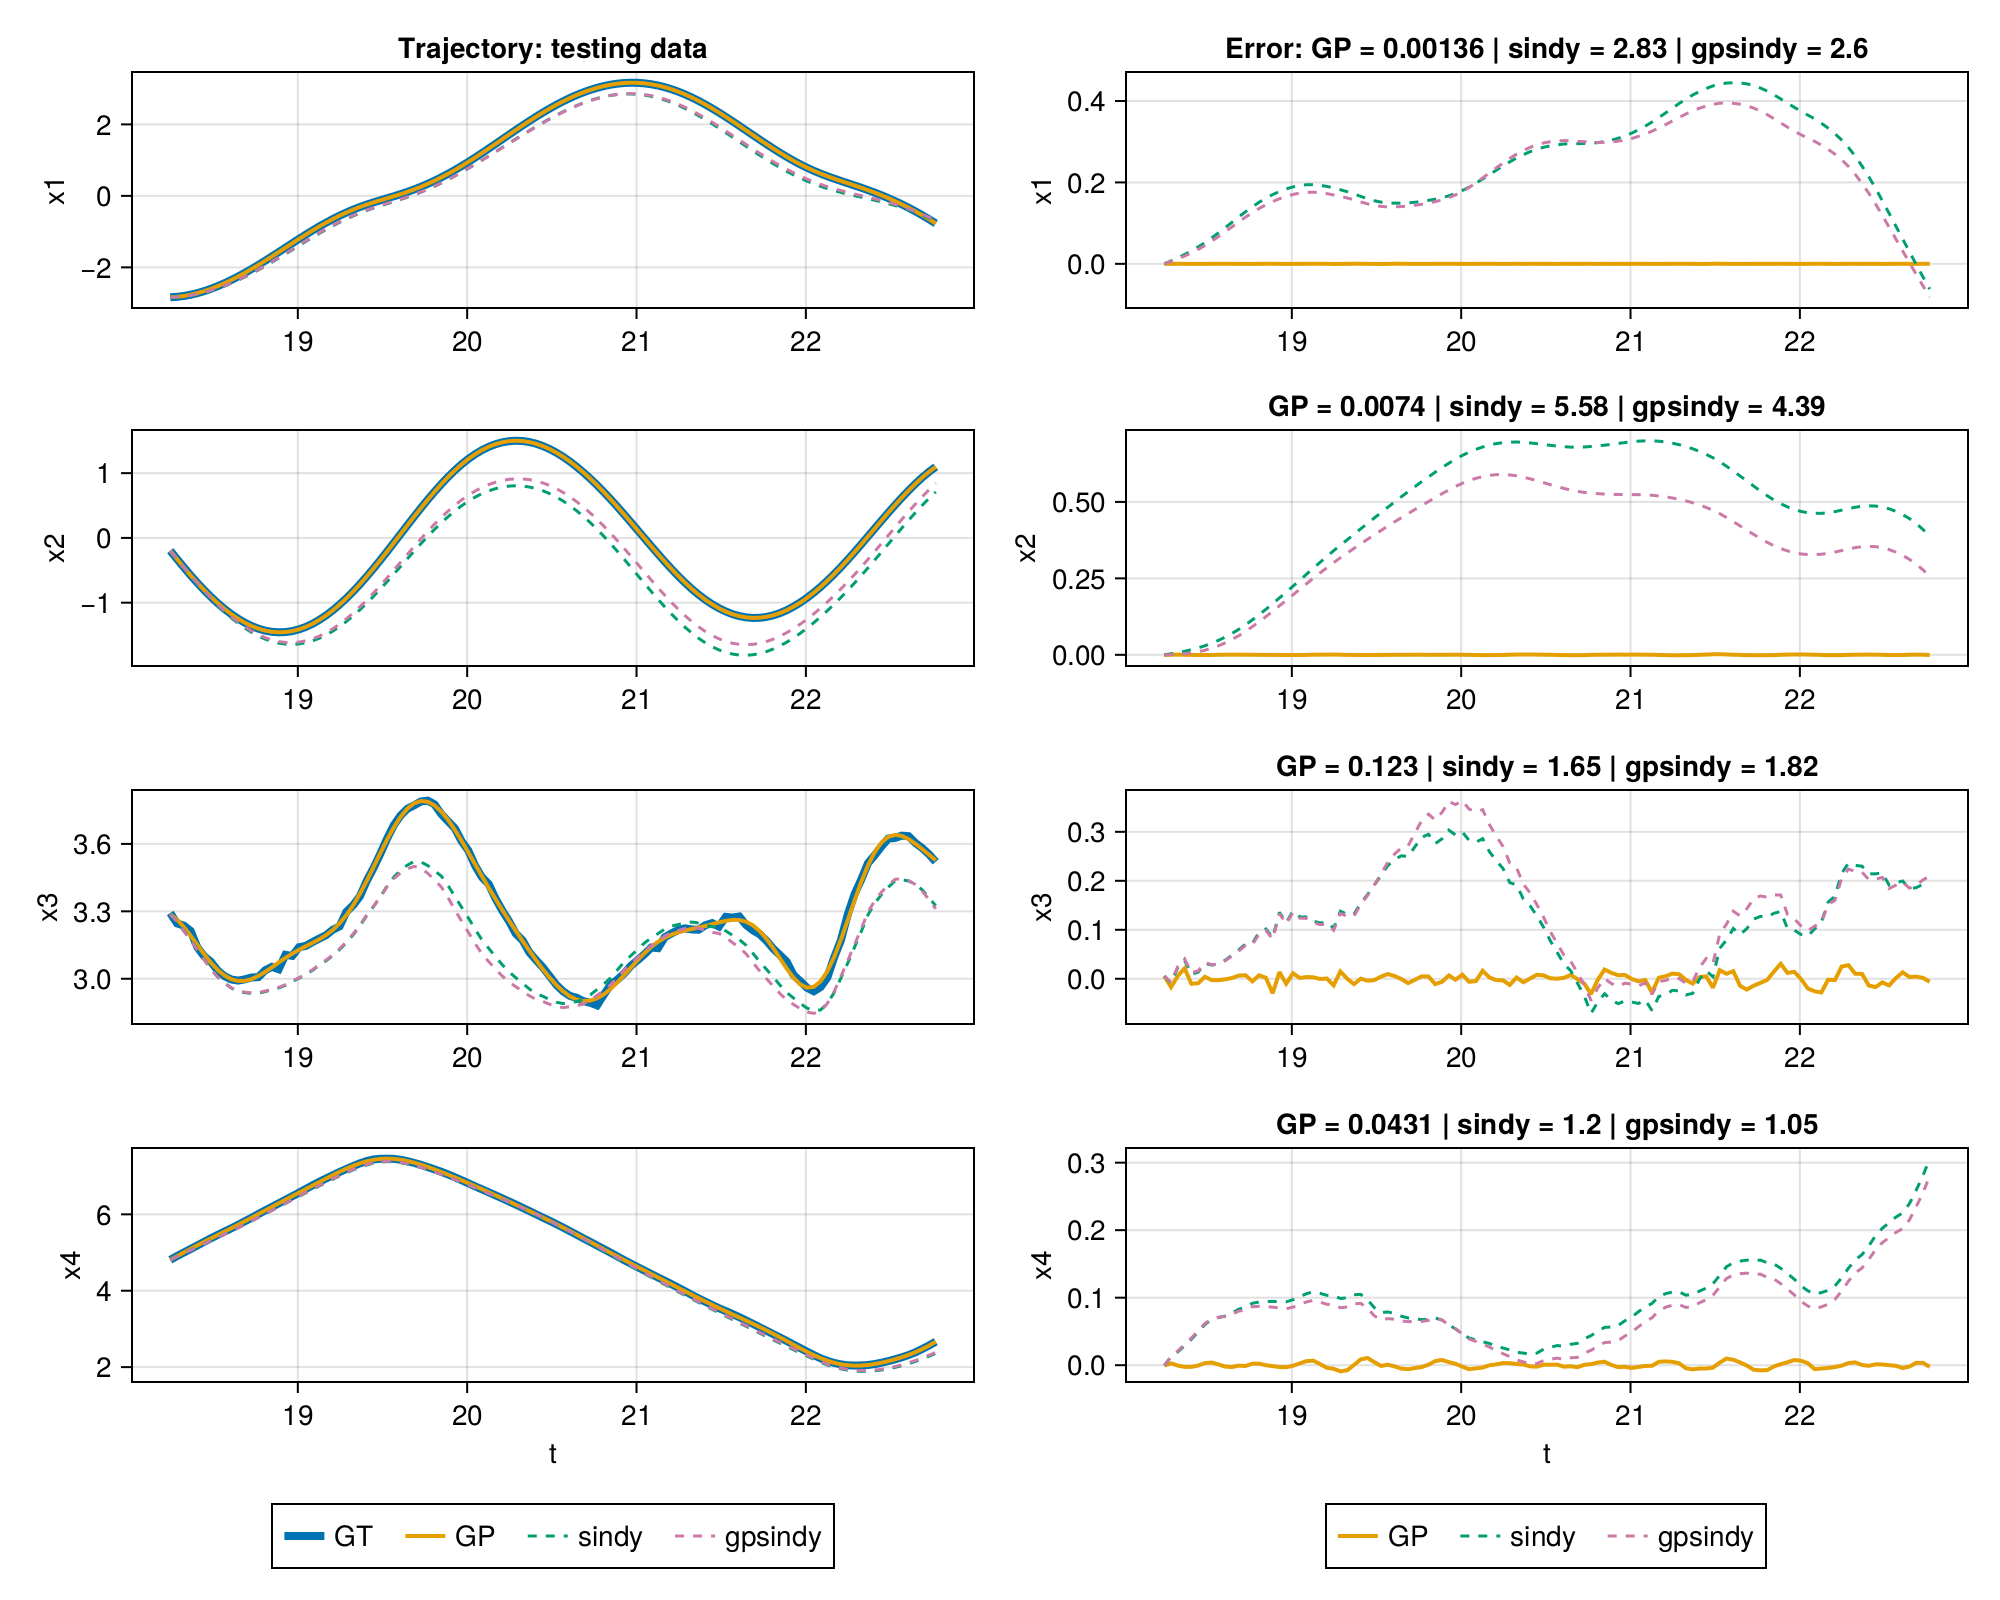 Trajectory: testing data
x1
2
0
−2
19 20 21 22
Error: GP = 0.00136 | sindy = 2.83 | gpsindy = 2.6
x1
0.4
0.2
0.0
19 20 21 22
x2
1
0
−1
19 20 21 22
GP = 0.0074 | sindy = 5.58 | gpsindy = 4.39
x2
0.50
0.25
0.00
19 20 21 22
x3
3.6
3.3
3.0
19 20 21 22
GP = 0.123 | sindy = 1.65 | gpsindy = 1.82
x3
0.3
0.2
0.1
0.0
19 20 21 22
x4
6
4
2
19 20 21 22
t
GP = 0.0431 | sindy = 1.2 | gpsindy = 1.05
x4
0.3
0.2
0.1
0.0
19 20 21 22
t
GT GP sindy gpsindy
GP sindy gpsindy